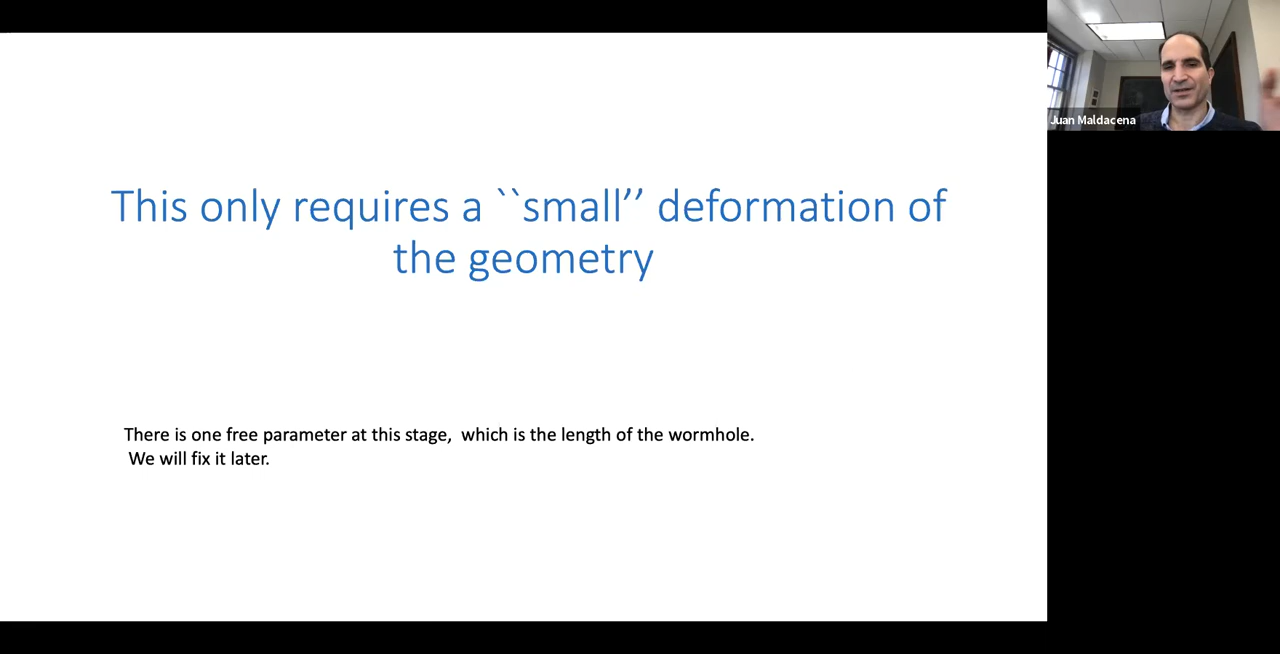 This only requires a ``small’’ deformation of
the geometry
There is one free parameter at this stage,  which is the length of the wormhole.
We will fix it later.
Juan Maldacena